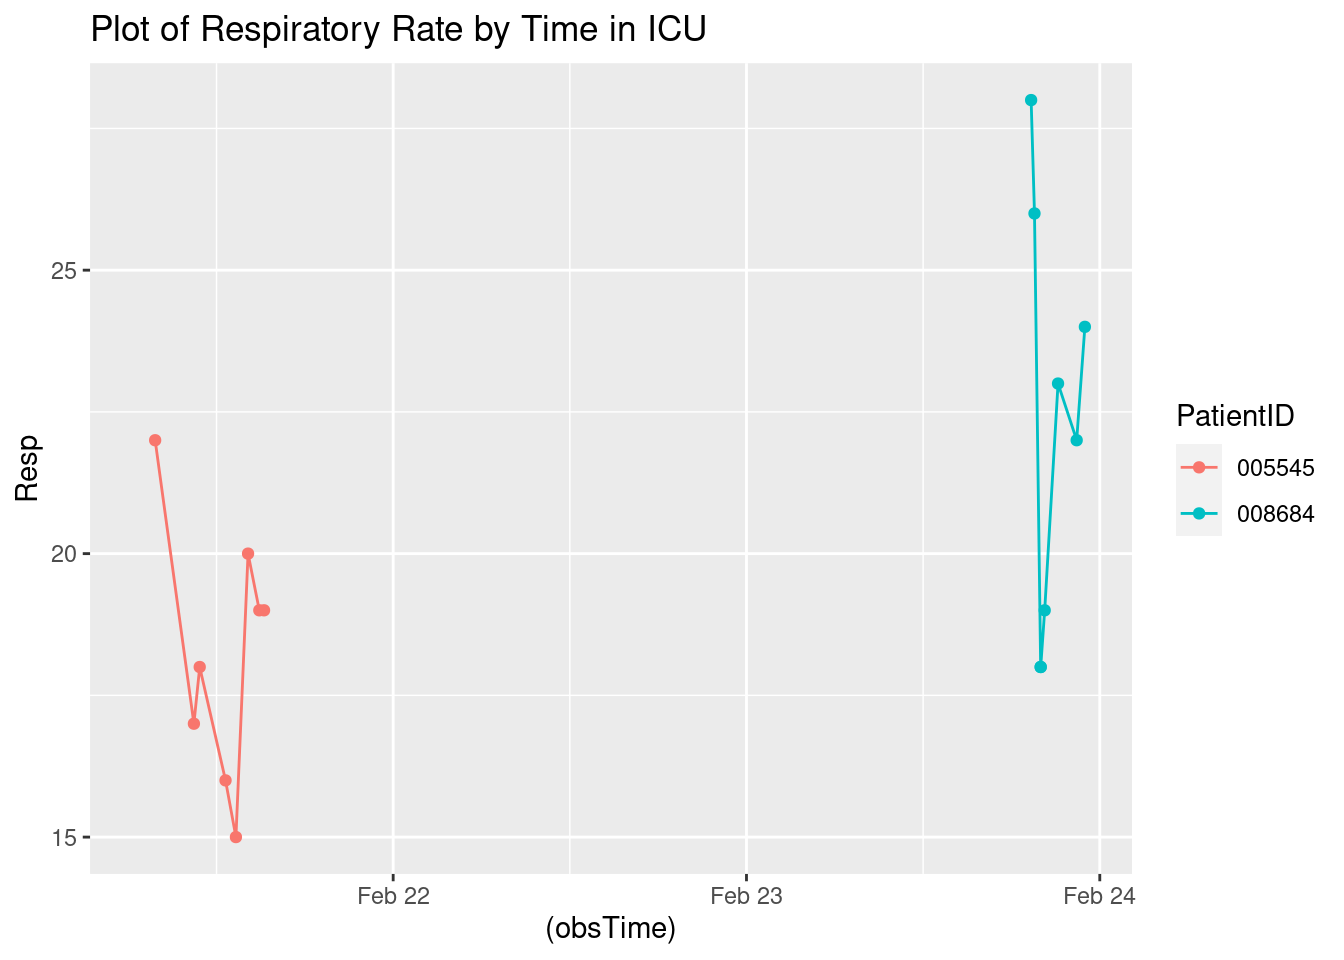 Plot of Respiratory Rate by Time in ICU
Resp
25
20
15
Feb 22
Feb 23
Feb 24
(obsTime)
PatientID
005545
008684